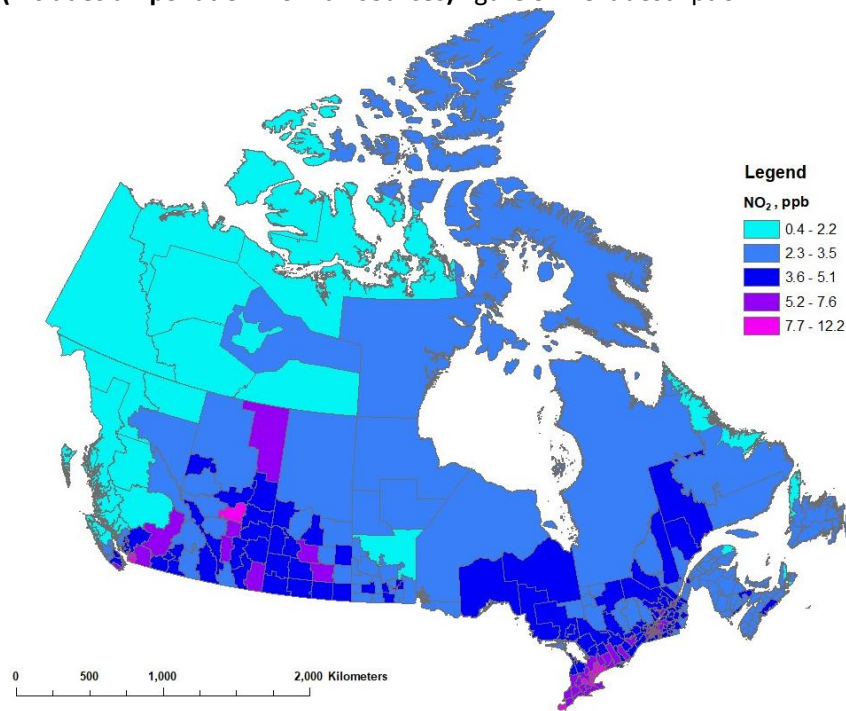 Legend
NO₂, ppb
0.4 - 2.2
2.3 - 3.5
3.6 - 5.1
5.2 - 7.6
7.7 - 12.2
0 500 1,000 2,000 Kilometers